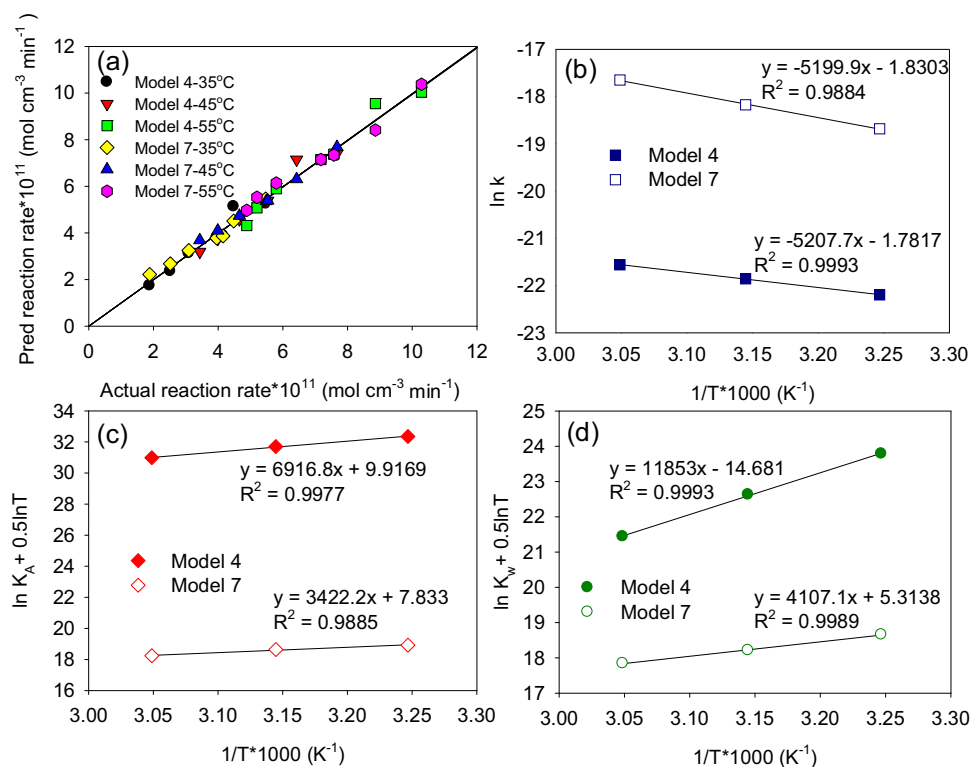 (a)
Pred reaction rate*10^11 (mol cm^-3 min^-1)
12
10
8
6
4
2
0
Model 4-35°C
Model 4-45°C
Model 4-55°C
Model 7-35°C
Model 7-45°C
Model 7-55°C
0 2 4 6 8 10 12
Actual reaction rate*10^11 (mol cm^-3 min^-1)
(b)
ln k
-17
-18
-19
-20
-21
-22
-23
y = -5199.9x - 1.8303
R^2 = 0.9884
Model 4
Model 7
y = -5207.7x - 1.7817
R^2 = 0.9993
3.00 3.05 3.10 3.15 3.20 3.25 3.30
1/T*1000 (K^-1)
(c)
ln K_A + 0.5lnT
34
32
30
28
26
24
22
20
18
16
y = 6916.8x + 9.9169
R^2 = 0.9977
Model 4
Model 7
y = 3422.2x + 7.833
R^2 = 0.9885
3.00 3.05 3.10 3.15 3.20 3.25 3.30
1/T*1000 (K^-1)
(d)
ln K_w + 0.5lnT
25
24
23
22
21
20
19
18
17
y = 11853x - 14.681
R^2 = 0.9993
Model 4
Model 7
y = 4107.1x + 5.3138
R^2 = 0.9989
3.00 3.05 3.10 3.15 3.20 3.25 3.30
1/T*1000 (K^-1)